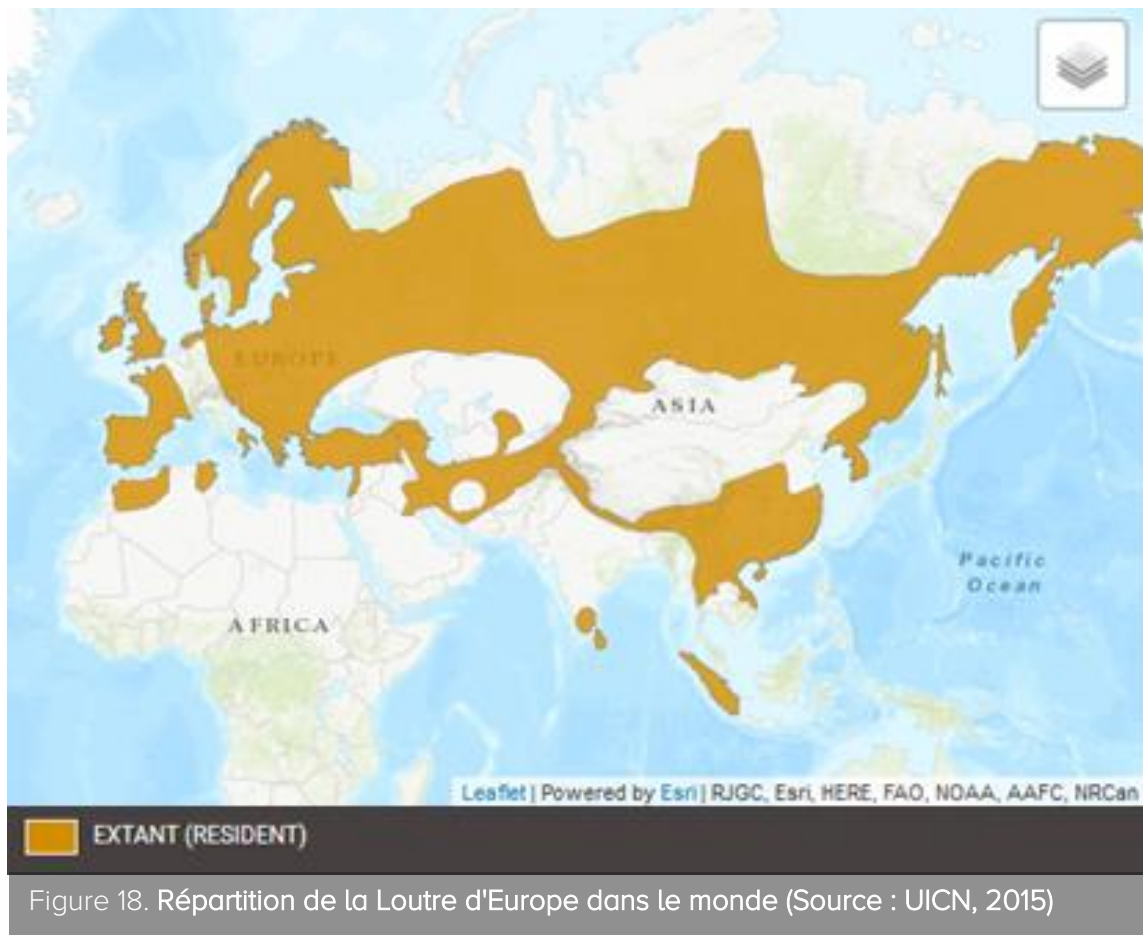 EUROPE
ASIA
Pacific
Ocean
AFRICA
Leaflet | Powered by Esri | RJGC, Esri, HERE, FAO, NOAA, AAFC, NRCan
EXTANT (RESIDENT)
Figure 18. Répartition de la Loutre d'Europe dans le monde (Source : UICN, 2015)